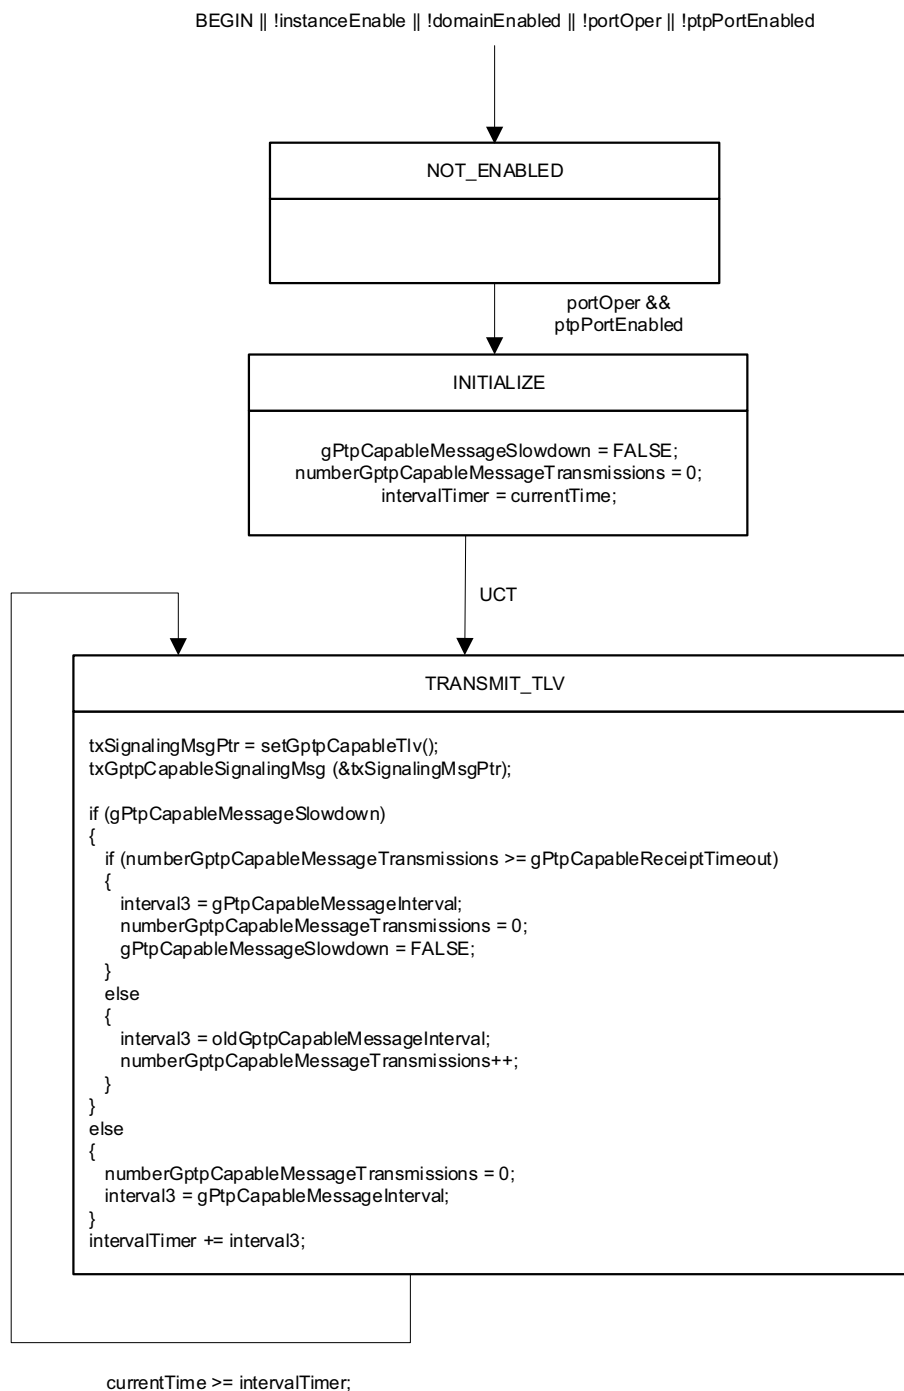 BEGIN || !instanceEnable || !domainEnabled || !portOper || !ptpPortEnabled
NOT_ENABLED
portOper &&
ptpPortEnabled
INITIALIZE
gPtpCapableMessageSlowdown = FALSE;
numberGptpCapableMessageTransmissions = 0;
intervalTimer = currentTime;
UCT
TRANSMIT_TLV
txSignalingMsgPtr = setGptpCapableTlv();
txGptpCapableSignalingMsg (&txSignalingMsgPtr);
if (gPtpCapableMessageSlowdown)
{
if (numberGptpCapableMessageTransmissions >= gPtpCapableReceiptTimeout)
{
interval3 = gPtpCapableMessageInterval;
numberGptpCapableMessageTransmissions = 0;
gPtpCapableMessageSlowdown = FALSE;
}
else
{
interval3 = oldGptpCapableMessageInterval;
numberGptpCapableMessageTransmissions++;
}
}
else
{
numberGptpCapableMessageTransmissions = 0;
interval3 = gPtpCapableMessageInterval;
}
intervalTimer += interval3;
currentTime >= intervalTimer;